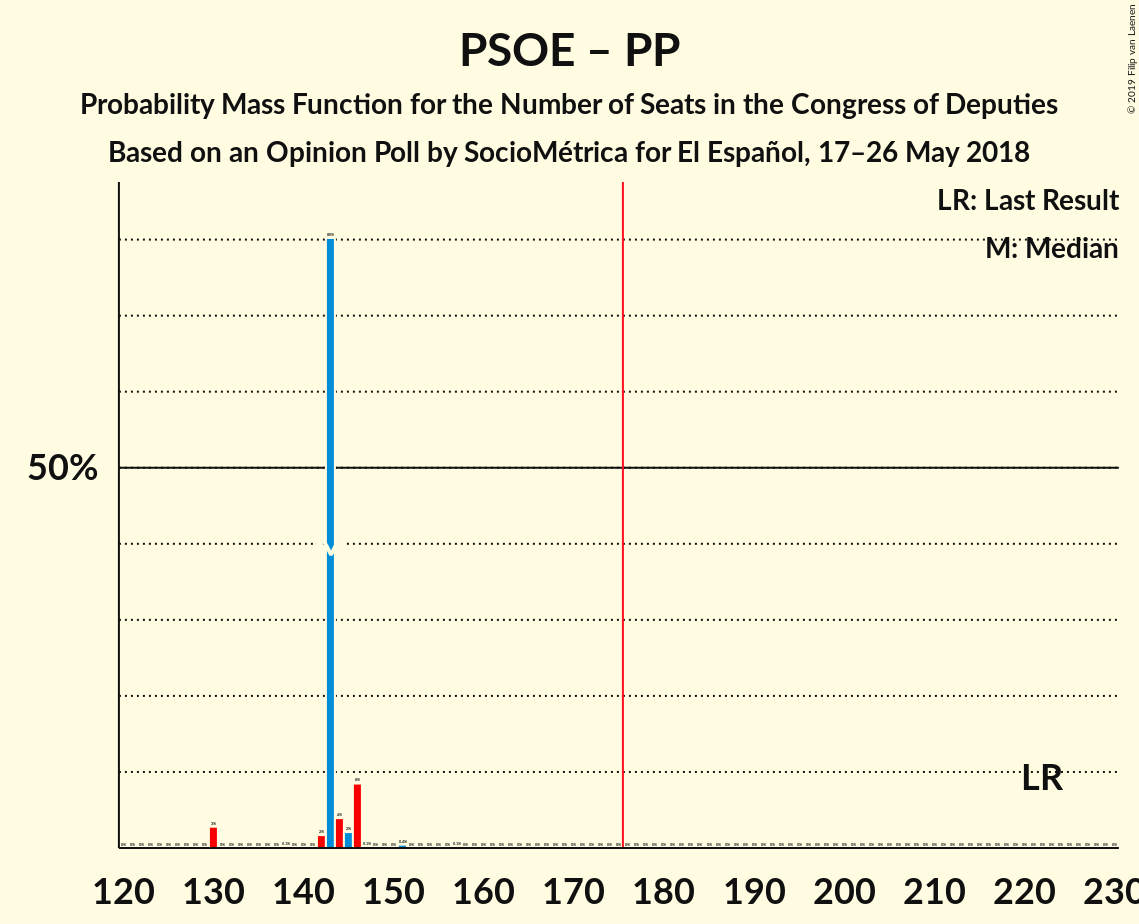 PSOE – PP
Probability Mass Function for the Number of Seats in the Congress of Deputies
Based on an Opinion Poll by SocioMétrica for El Español, 17–26 May 2018
© 2019 Filip van Laenen
LR: Last Result
M: Median
50%
M
LR
120 130 140 150 160 170 180 190 200 210 220 230